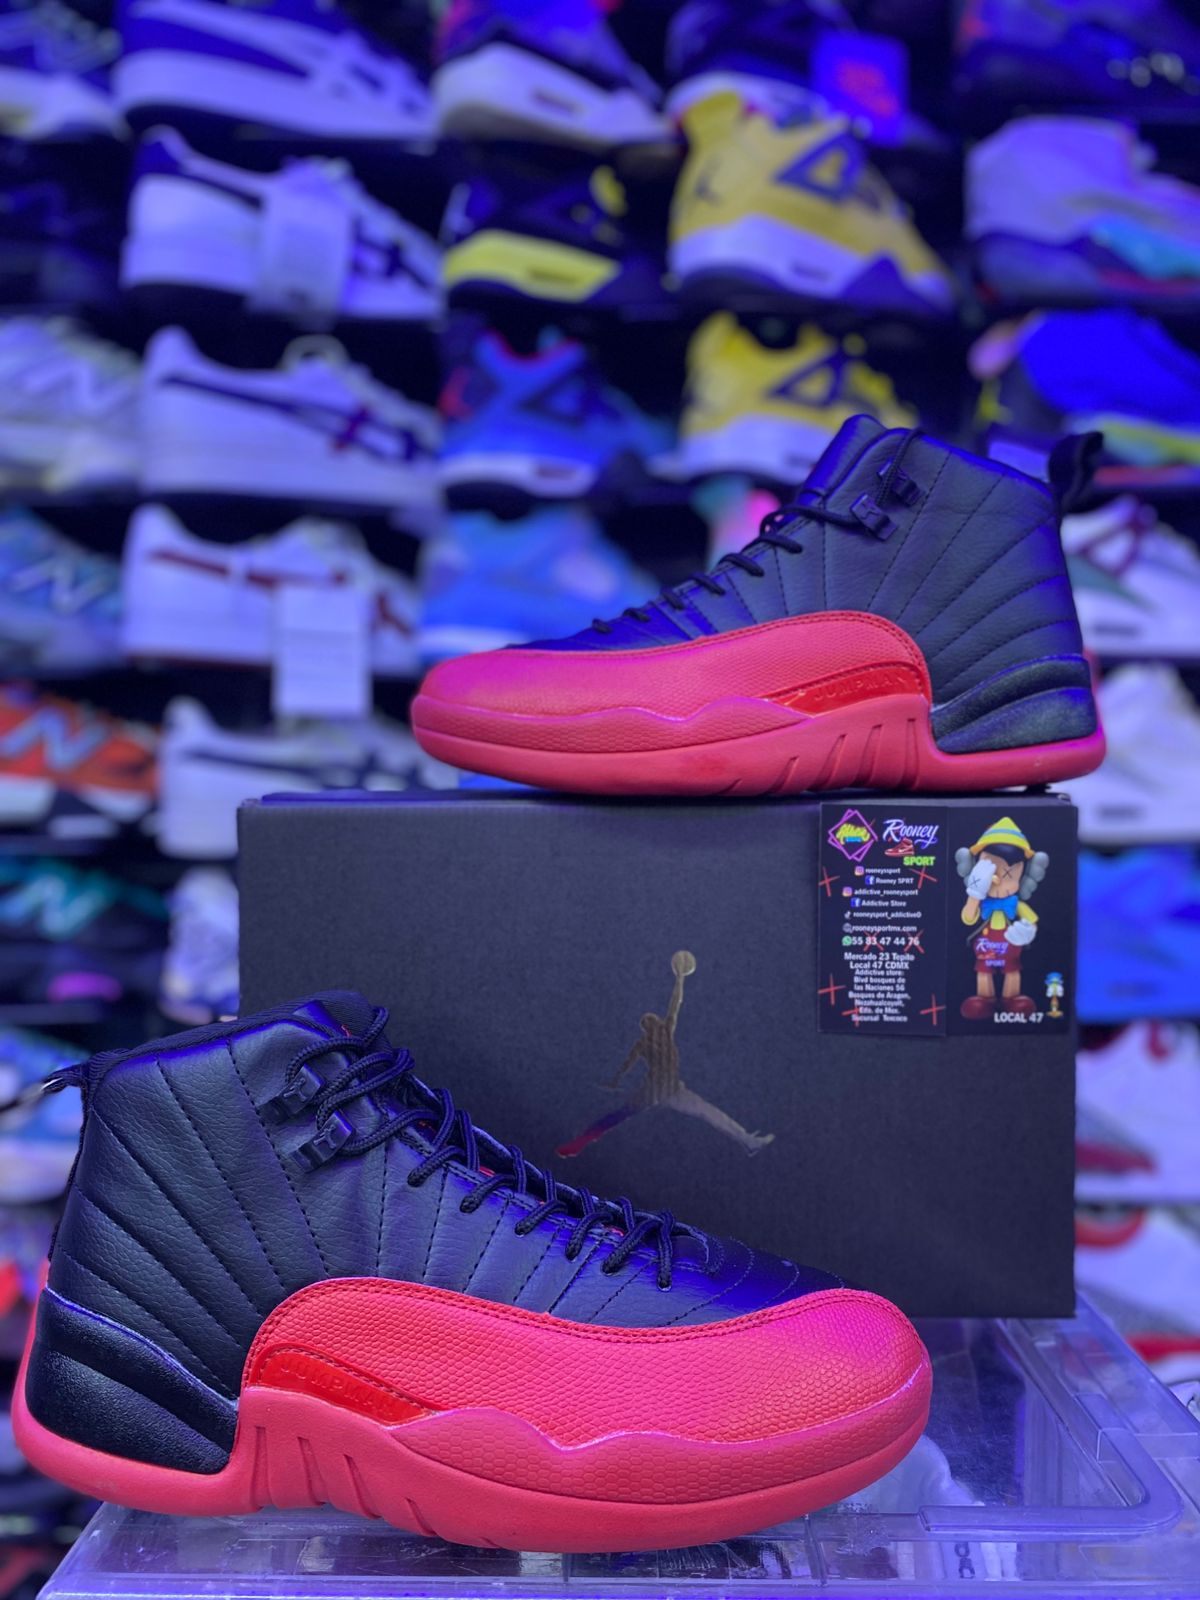 JUMPMAN
Rooney
SPORT
rooneyssport
Rooney SPRT
addictive_rooneysport
Addictive Store
rooneysport_addictive0
rooneysportmx.com
55 83 47 44 76
Mercado 23 Tepito
Local 47 CDMX
Addictive store:
Blvd bosques de
las Naciones 56
Bosques de Aragon,
Nezahualcoyotl,
Edo. de Mex.
Sucursal Texcoco
Rooney
SPORT
LOCAL 47
JUMPMAN